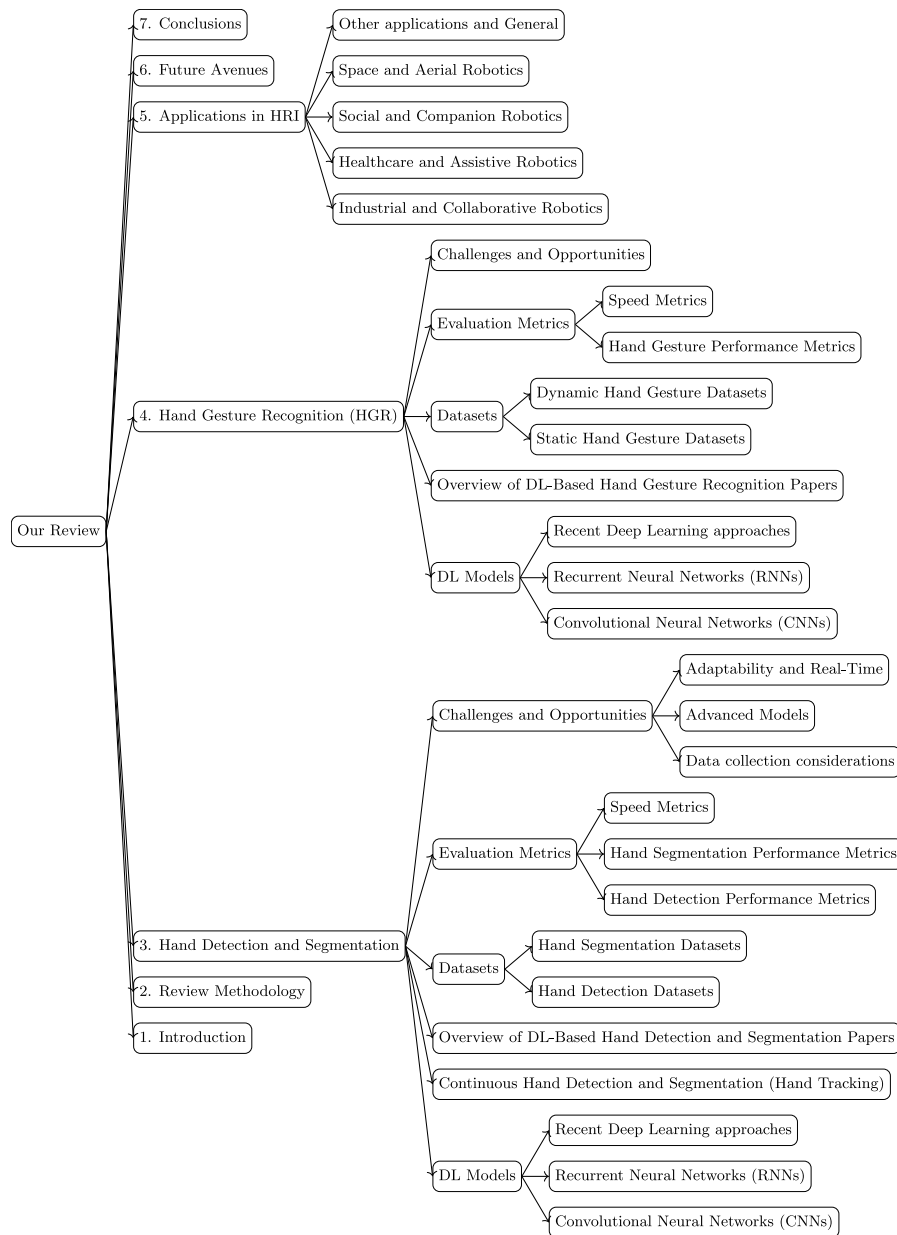 7. Conclusions
Other applications and General
6. Future Avenues
Space and Aerial Robotics
5. Applications in HRI
Social and Companion Robotics
Healthcare and Assistive Robotics
Industrial and Collaborative Robotics
Challenges and Opportunities
Speed Metrics
Evaluation Metrics
Hand Gesture Performance Metrics
Dynamic Hand Gesture Datasets
4. Hand Gesture Recognition (HGR)
Datasets
Static Hand Gesture Datasets
Overview of DL-Based Hand Gesture Recognition Papers
Our Review
Recent Deep Learning approaches
DL Models
Recurrent Neural Networks (RNNs)
Convolutional Neural Networks (CNNs)
Adaptability and Real-Time
Challenges and Opportunities
Advanced Models
Data collection considerations
Speed Metrics
Evaluation Metrics
Hand Segmentation Performance Metrics
Hand Detection Performance Metrics
3. Hand Detection and Segmentation
Hand Segmentation Datasets
Datasets
Hand Detection Datasets
2. Review Methodology
1. Introduction
Overview of DL-Based Hand Detection and Segmentation Papers
Continuous Hand Detection and Segmentation (Hand Tracking)
Recent Deep Learning approaches
DL Models
Recurrent Neural Networks (RNNs)
Convolutional Neural Networks (CNNs)